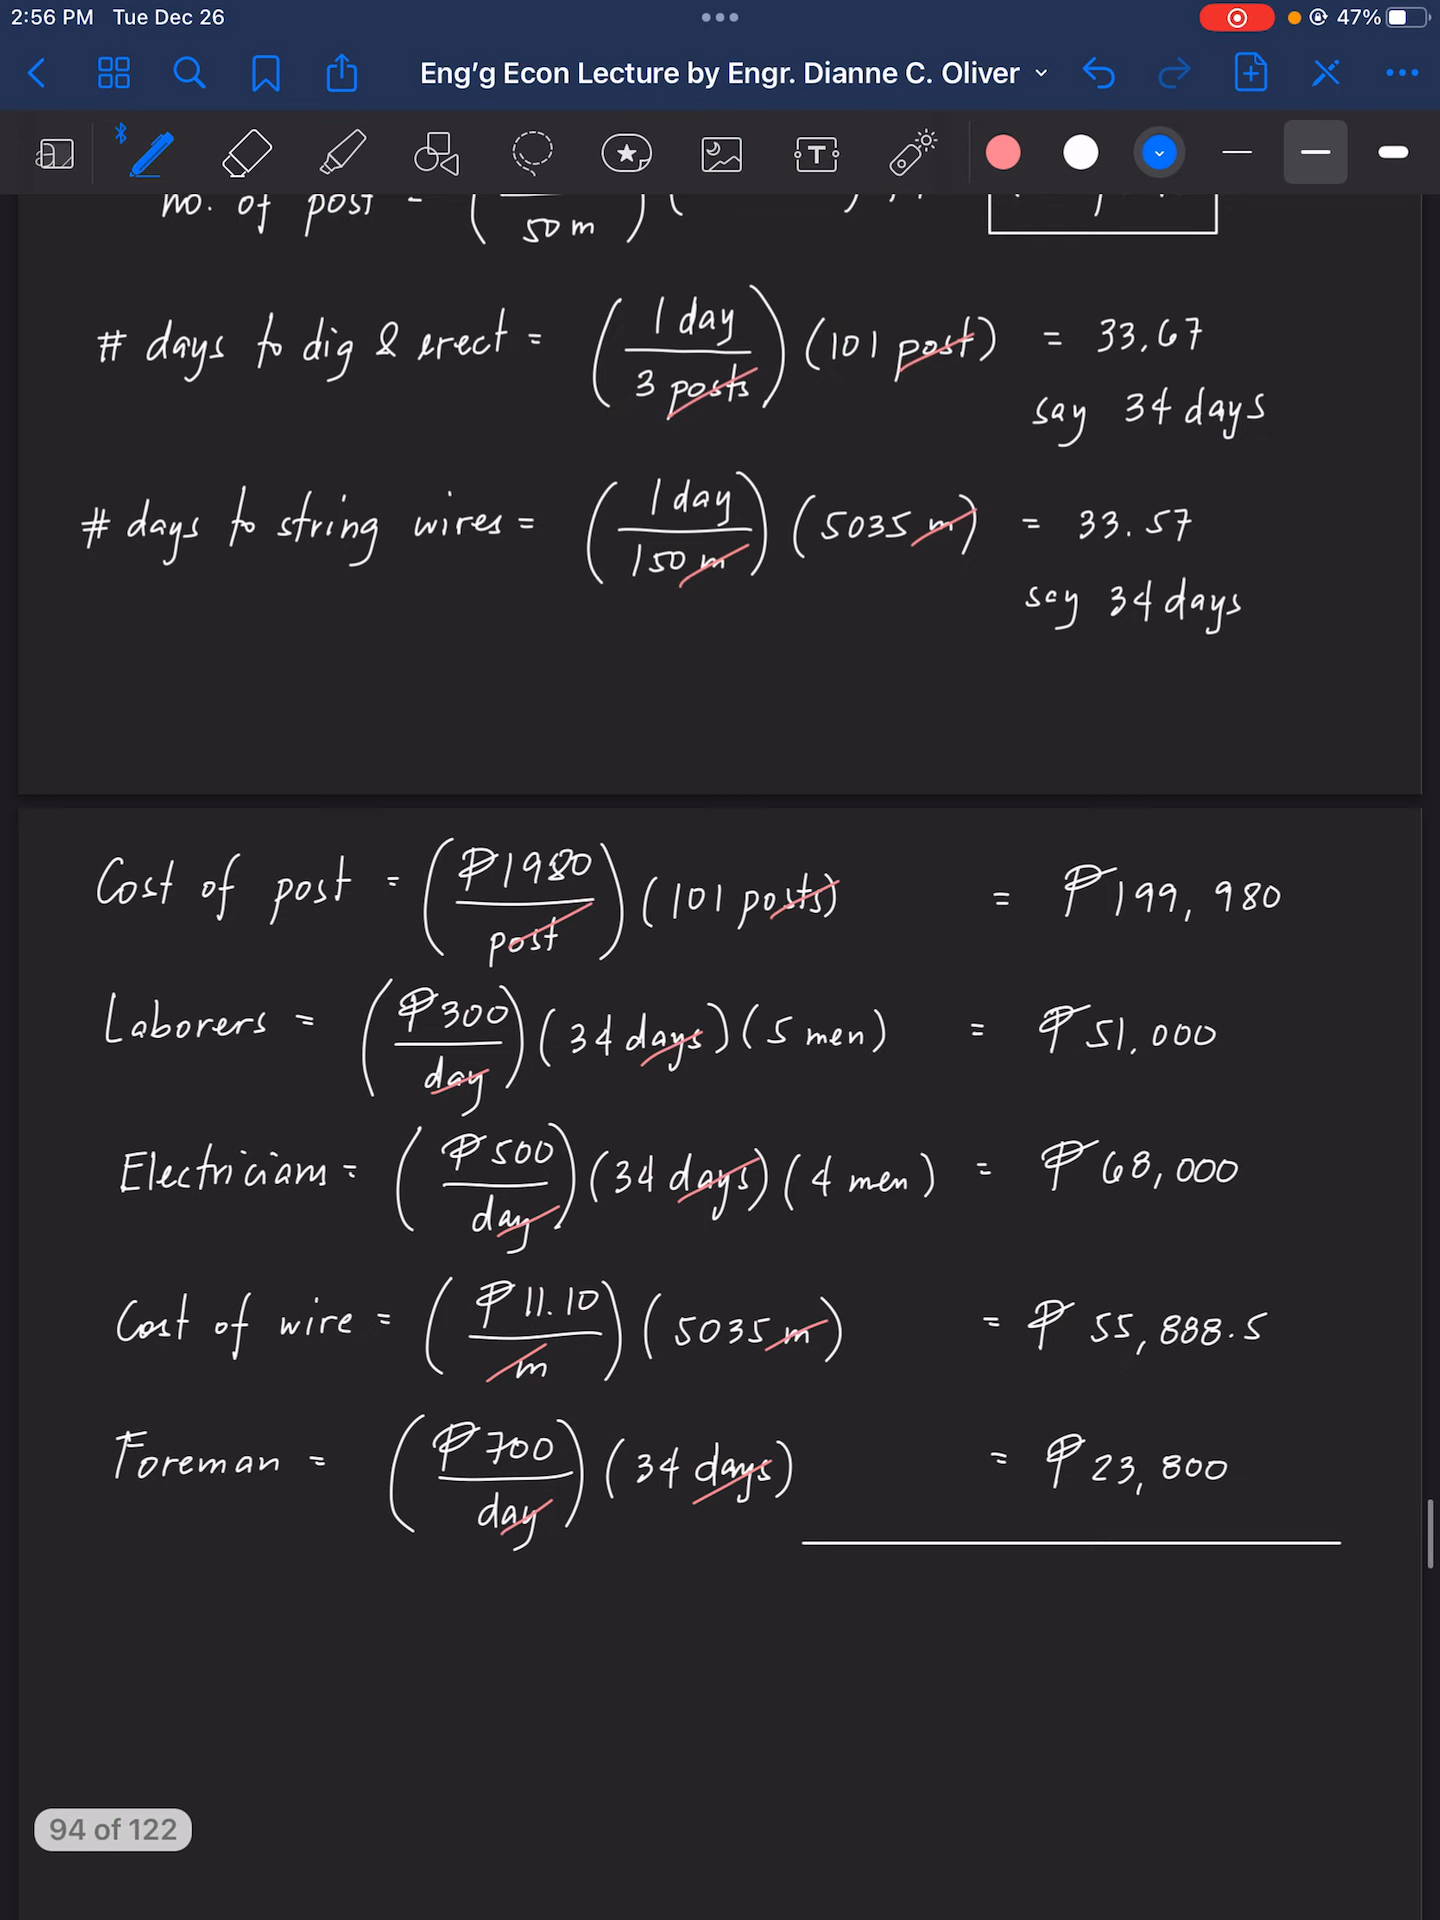 2:56 PM Tue Dec 26
47%
Eng'g Econ Lecture by Engr. Dianne C. Oliver
no. of post = ( / 50 m ) (
# days to dig & erect = ( 1 day / 3 posts ) ( 101 post ) = 33.67
say 34 days
# days to string wires = ( 1 day / 150 m ) ( 5035 m ) = 33.57
say 34 days
Cost of post = ( ₱1980 / post ) ( 101 posts ) = ₱199,980
Laborers = ( ₱300 / day ) ( 34 days ) ( 5 men ) = ₱51,000
Electricians = ( ₱500 / day ) ( 34 days ) ( 4 men ) = ₱68,000
Cost of wire = ( ₱11.10 / m ) ( 5035 m ) = ₱55,888.5
Foreman = ( ₱700 / day ) ( 34 days ) = ₱23,800
94 of 122